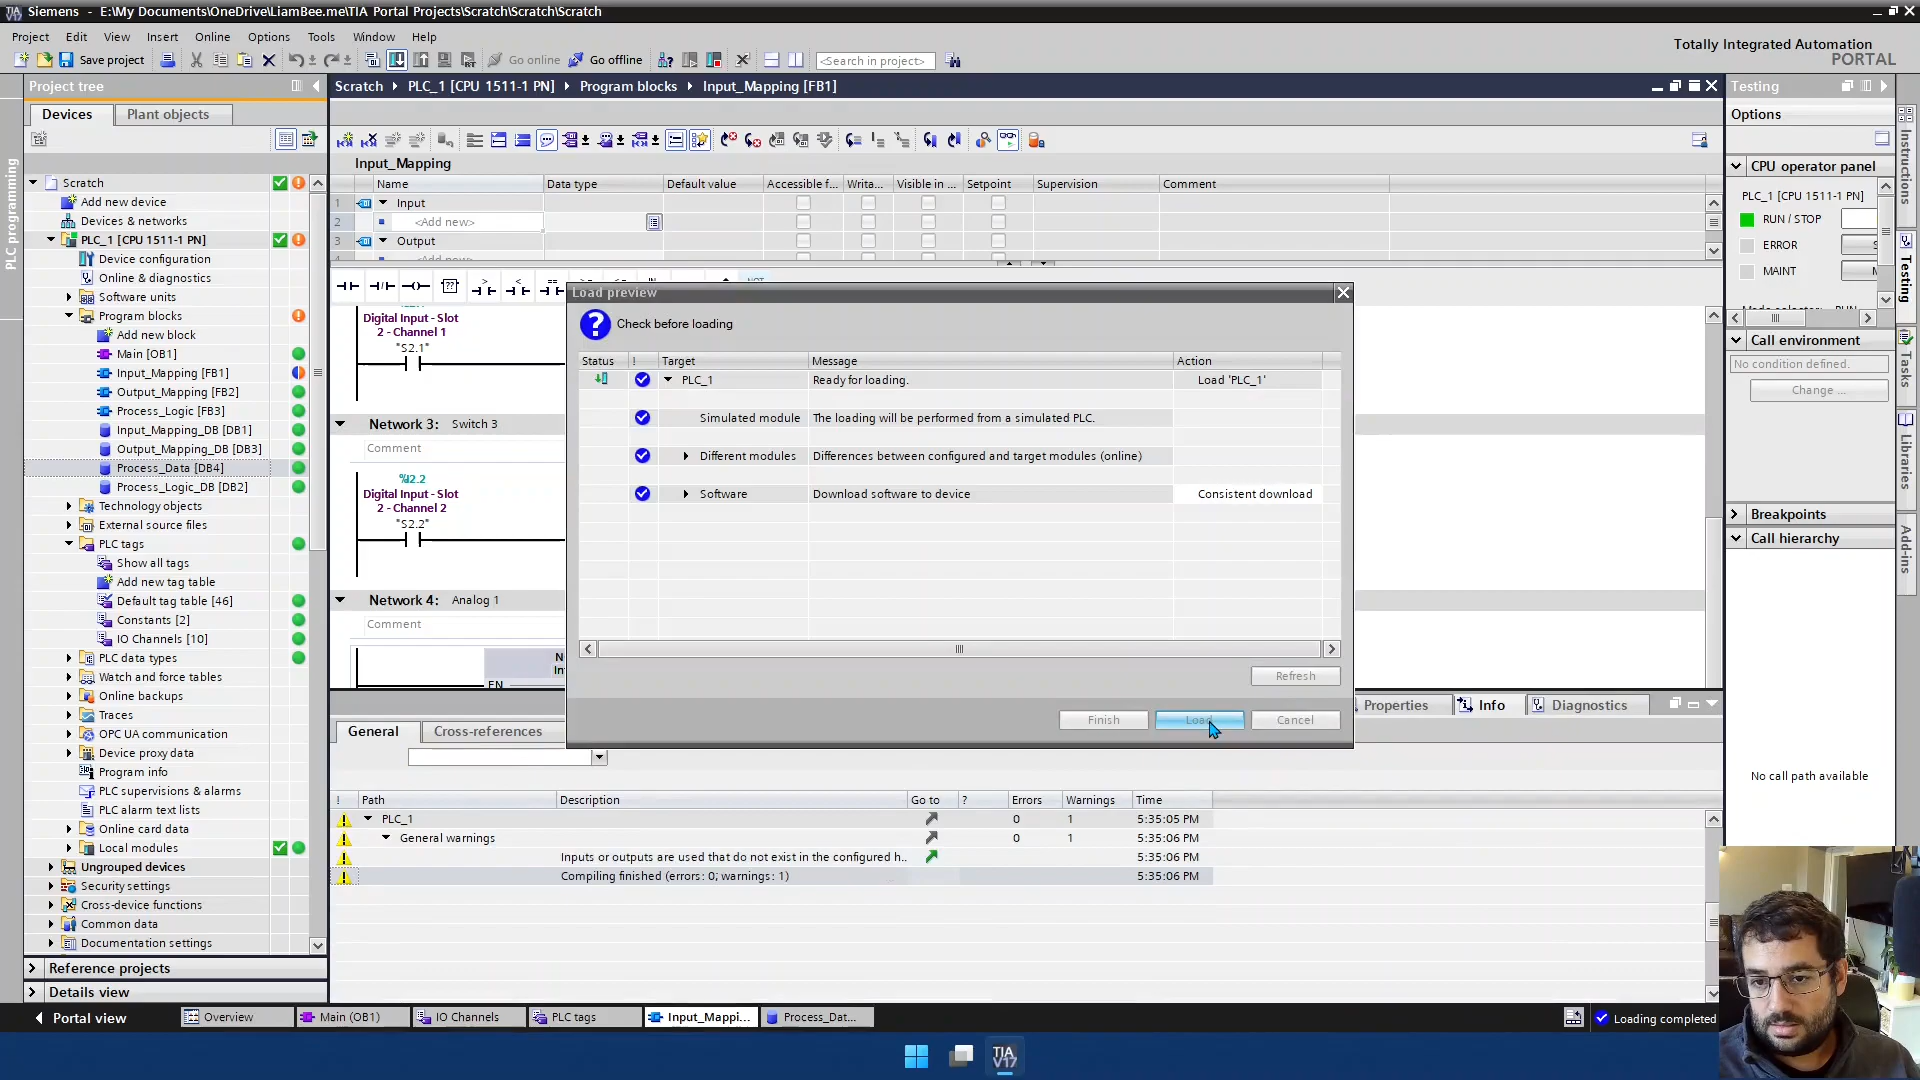 Siemens - E:\My Documents\OneDrive\LiamBee.me\TIA Portal Projects\Scratch\Scratch\Scratch
Project Edit View Insert Online Options Tools Window Help
Totally Integrated Automation
PORTAL
Save project
Go online
Go offline
<Search in project>
Project tree
Scratch PLC_1 [CPU 1511-1 PN] Program blocks Input_Mapping [FB1]
Testing
Devices
Plant objects
Options
PLC programming
Scratch
Add new device
Devices & networks
PLC_1 [CPU 1511-1 PN]
Device configuration
Online & diagnostics
Software units
Program blocks
Add new block
Main [OB1]
Input_Mapping [FB1]
Output_Mapping [FB2]
Process_Logic [FB3]
Input_Mapping_DB [DB1]
Output_Mapping_DB [DB3]
Process_Data [DB4]
Process_Logic_DB [DB2]
Technology objects
External source files
PLC tags
Show all tags
Add new tag table
Default tag table [46]
Constants [2]
IO Channels [10]
PLC data types
Watch and force tables
Online backups
Traces
OPC UA communication
Device proxy data
Program info
PLC supervisions & alarms
PLC alarm text lists
Online card data
Local modules
Ungrouped devices
Security settings
Cross-device functions
Common data
Documentation settings
Reference projects
Details view
Input_Mapping
Name Data type Default value Accessible f... Writa... Visible in ... Setpoint Supervision Comment
1 Input
2 <Add new>
3 Output
Digital Input - Slot
2 - Channel 1
"S2.1"
Network 3: Switch 3
Comment
%I2.2
Digital Input - Slot
2 - Channel 2
"S2.2"
Network 4: Analog 1
Comment
EN
Load preview
Check before loading
Status ! Target Message Action
PLC_1 Ready for loading. Load 'PLC_1'
Simulated module The loading will be performed from a simulated PLC.
Different modules Differences between configured and target modules (online)
Software Download software to device Consistent download
Refresh
Finish Load Cancel
CPU operator panel
PLC_1 [CPU 1511-1 PN]
RUN / STOP
ERROR
MAINT
Call environment
No condition defined.
Change ...
Breakpoints
Call hierarchy
No call path available
Instructions
Testing
Tasks
Libraries
Add-ins
Properties Info Diagnostics
General Cross-references
! Path Description Go to ? Errors Warnings Time
PLC_1 0 1 5:35:05 PM
General warnings 0 1 5:35:06 PM
Inputs or outputs are used that do not exist in the configured h.. 5:35:06 PM
Compiling finished (errors: 0; warnings: 1) 5:35:06 PM
Portal view
Overview
Main (OB1)
IO Channels
PLC tags
Input_Mappi...
Process_Dat...
Loading completed
TIA
V17